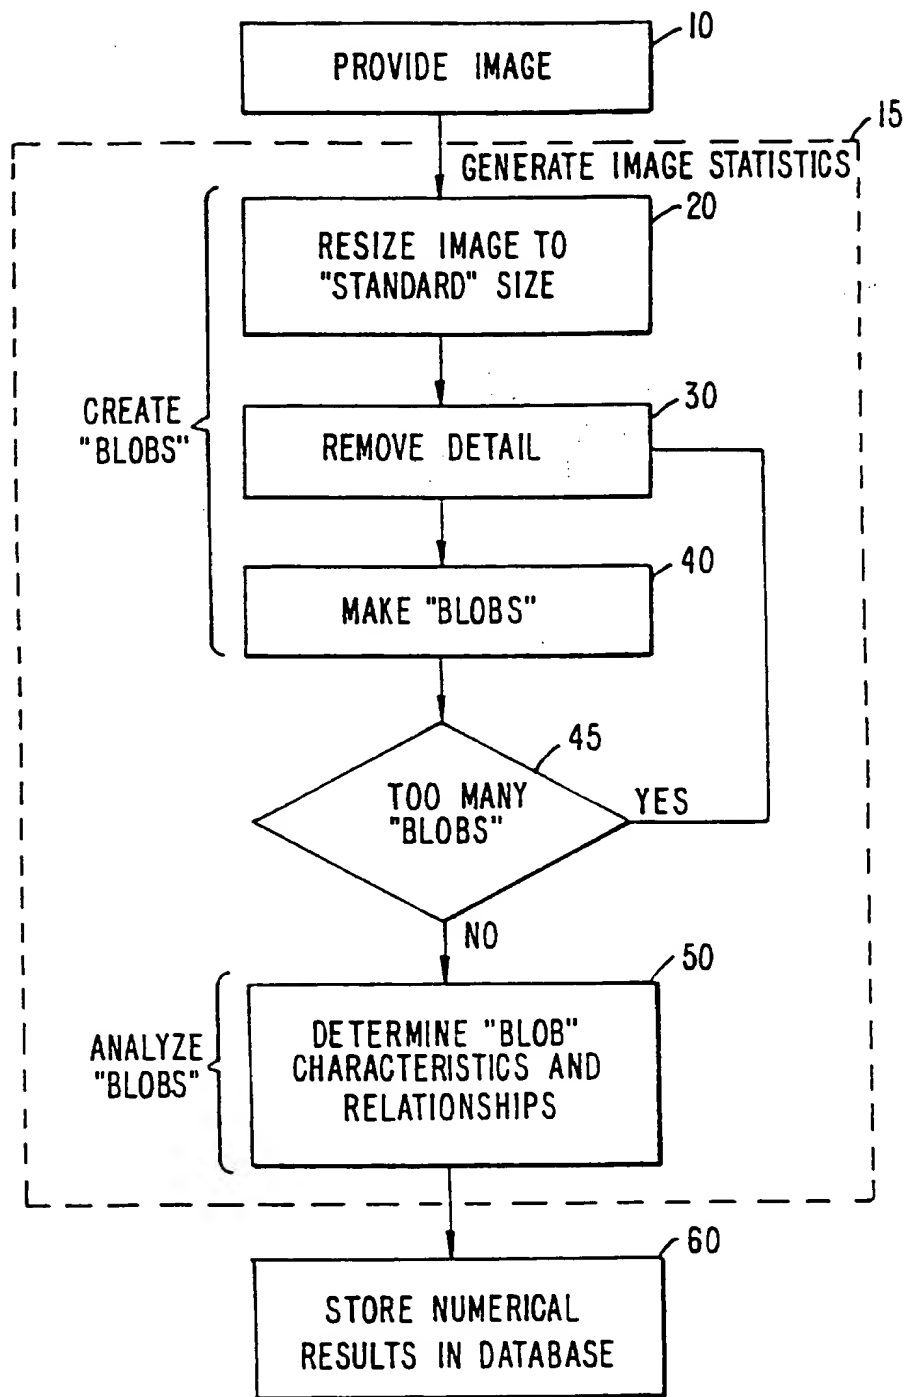 10
PROVIDE IMAGE
15
GENERATE IMAGE STATISTICS
20
RESIZE IMAGE TO
"STANDARD" SIZE
CREATE
"BLOBS"
30
REMOVE DETAIL
40
MAKE "BLOBS"
45
TOO MANY
"BLOBS"
YES
NO
50
ANALYZE
"BLOBS"
DETERMINE "BLOB"
CHARACTERISTICS AND
RELATIONSHIPS
60
STORE NUMERICAL
RESULTS IN DATABASE